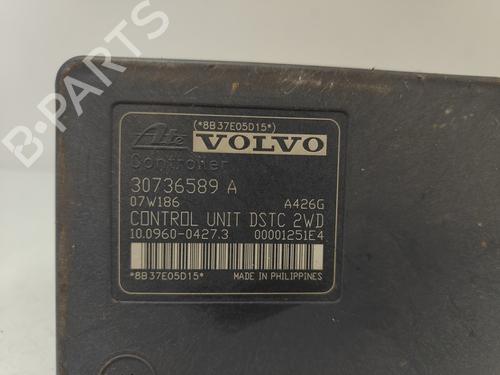 (*8B37E05D15*)
Ate VOLVO
Controller
30736589 A
07W186 A426G
CONTROL UNIT DSTC 2WD
10.0960-0427.3 00001251E4
*8B37E05D15* MADE IN PHILIPPINES
B-PARTS